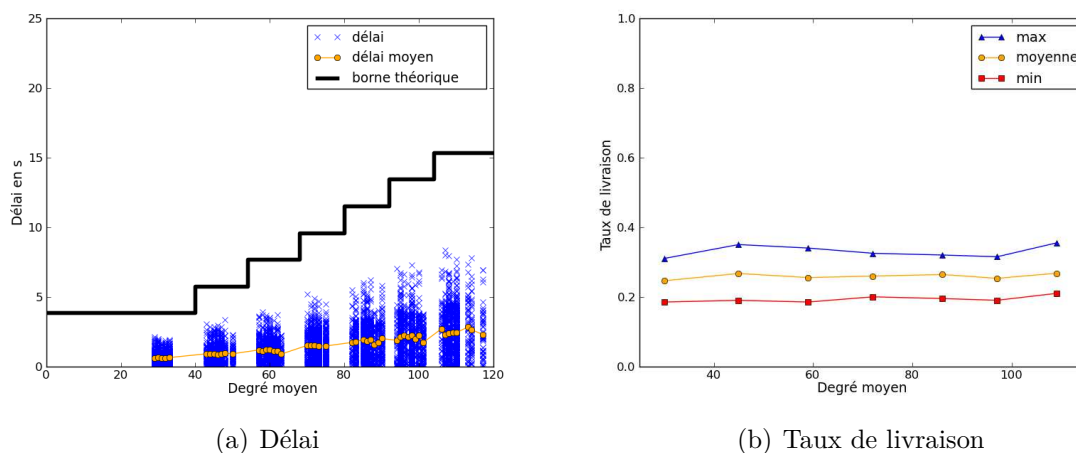 25
20
15
10
5
0
Délai en s
0 20 40 60 80 100 120
Degré moyen
délai
délai moyen
borne théorique
(a) Délai
1.0
0.8
0.6
0.4
0.2
0.0
Taux de livraison
40 60 80 100
Degré moyen
max
moyenne
min
(b) Taux de livraison